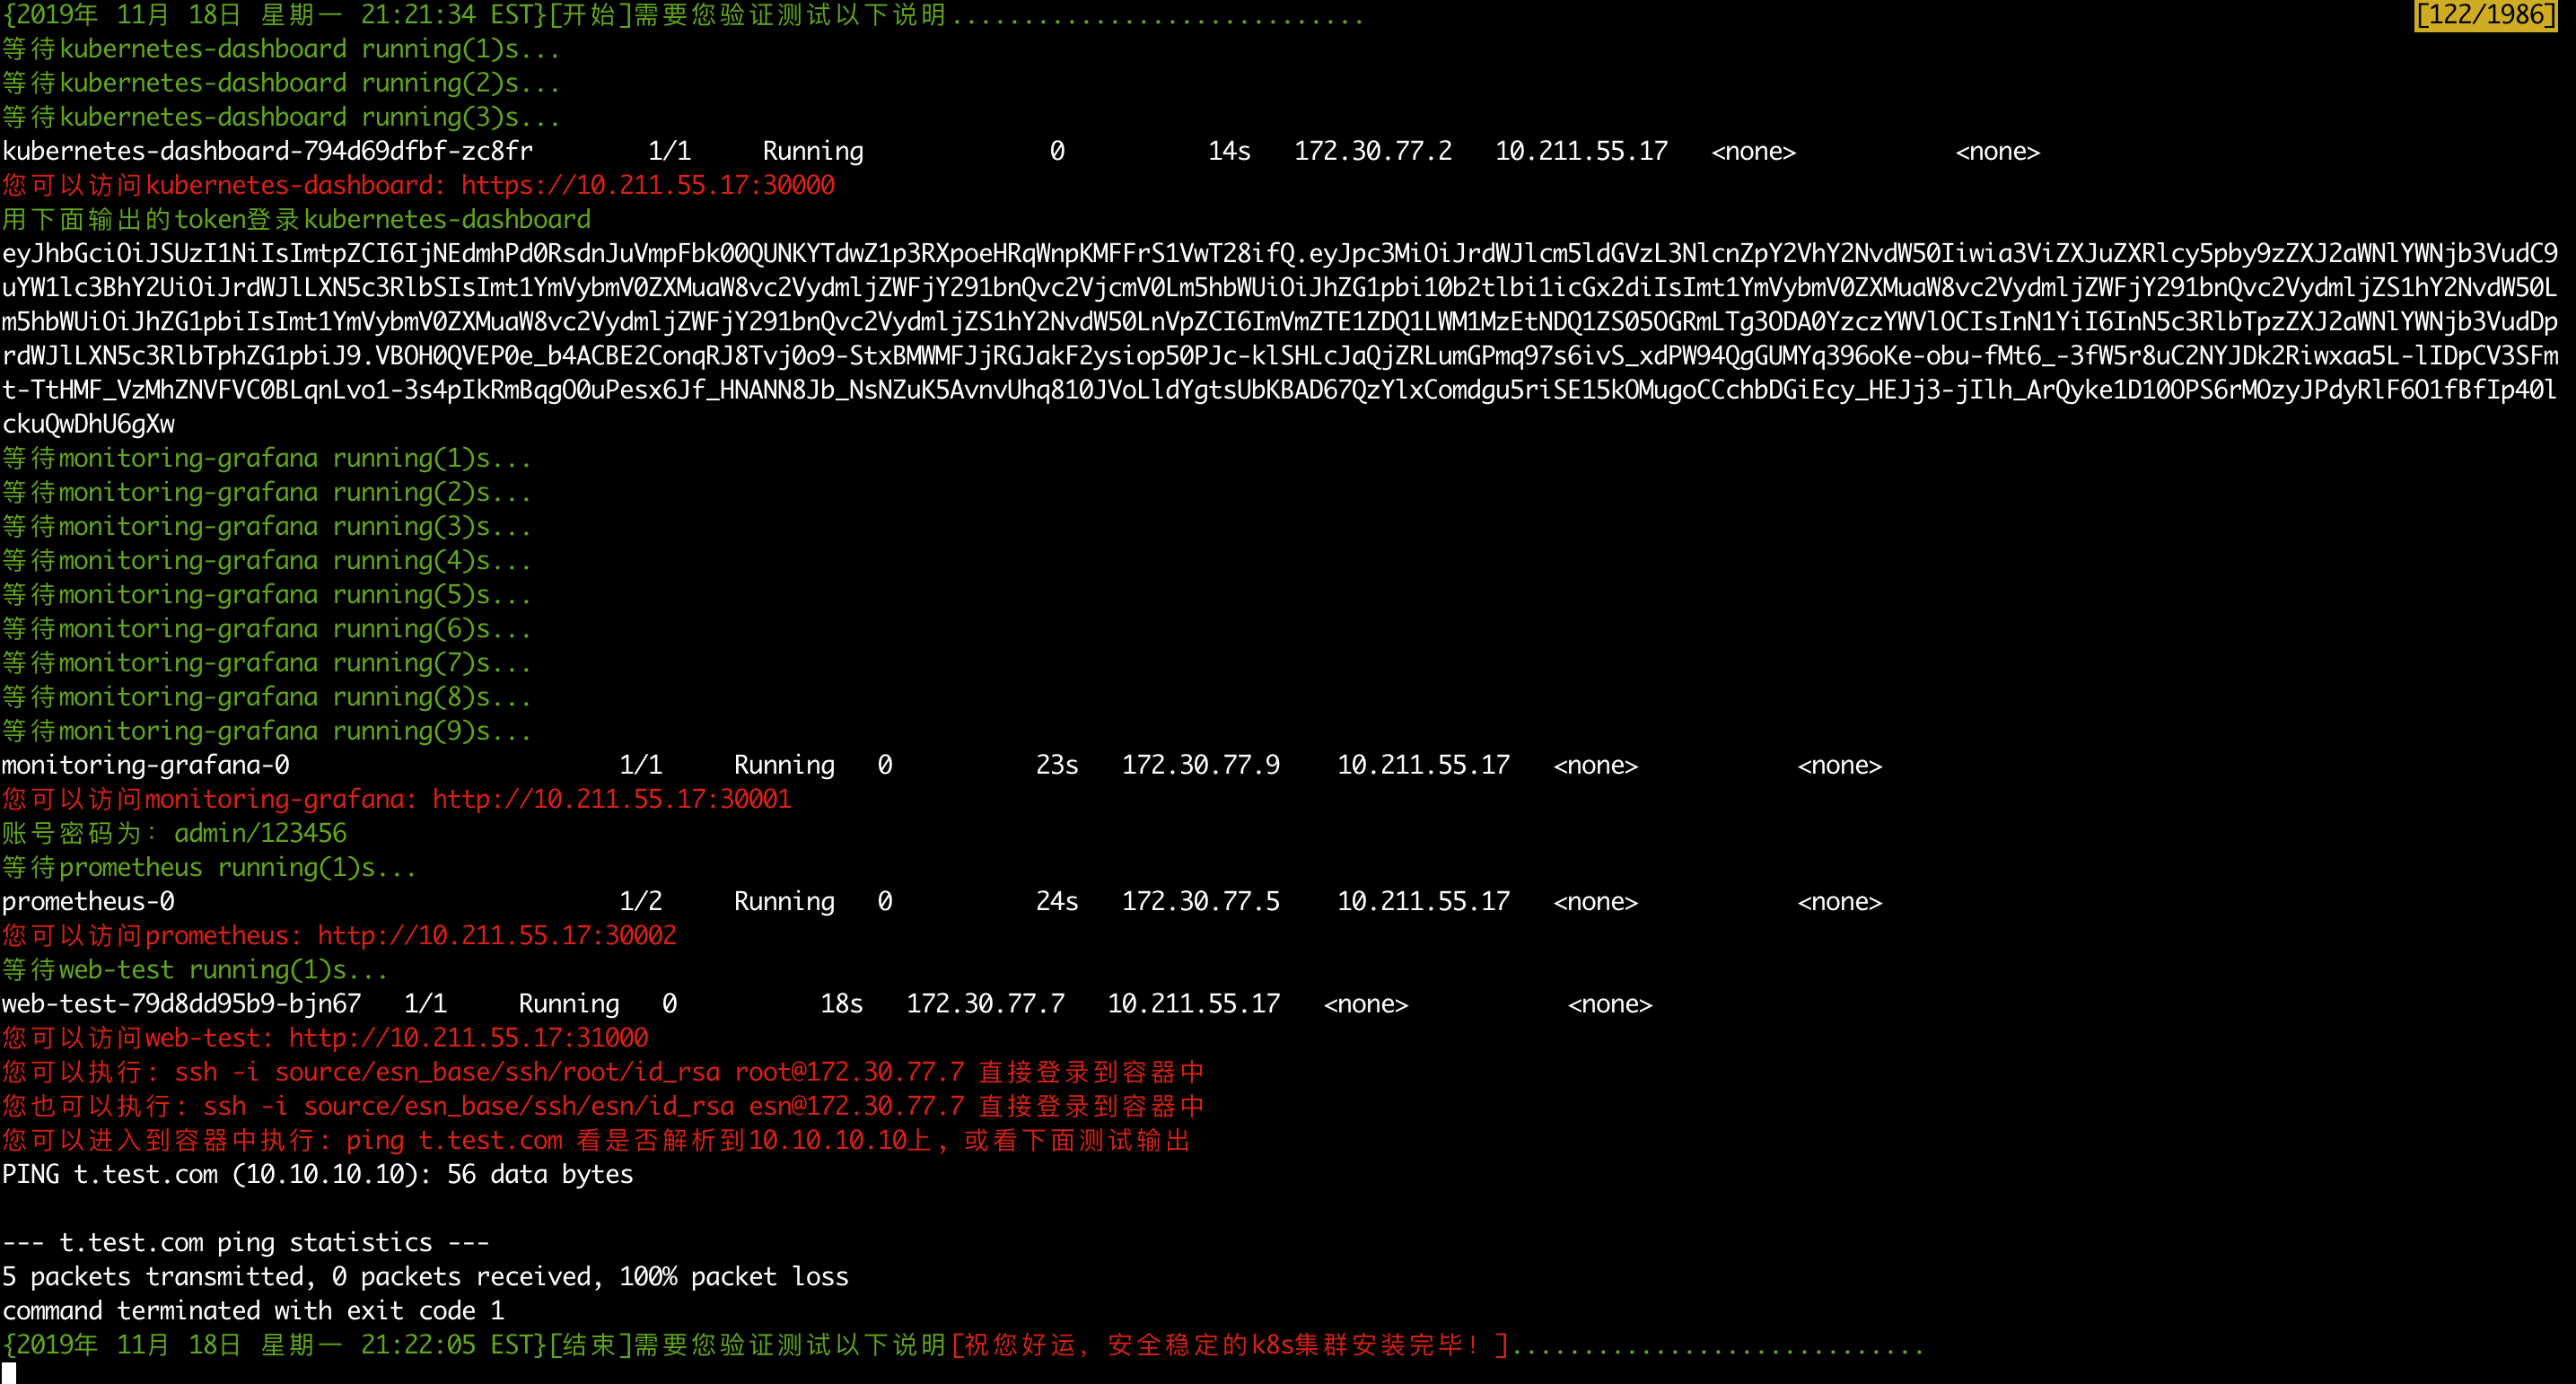 {2019年 11月 18日 星期一 21:21:34 EST}[开始]需要您验证测试以下说明............................. [122/1986]
等待kubernetes-dashboard running(1)s...
等待kubernetes-dashboard running(2)s...
等待kubernetes-dashboard running(3)s...
kubernetes-dashboard-794d69dfbf-zc8fr 1/1 Running 0 14s 172.30.77.2 10.211.55.17 <none> <none>
您可以访问kubernetes-dashboard: https://10.211.55.17:30000
用下面输出的token登录kubernetes-dashboard
eyJhbGciOiJSUzI1NiIsImtpZCI6IjNEdmhPd0RsdnJuVmpFbk00QUNKYTdwZ1p3RXpoeHRqWnpKMFFrS1VwT28ifQ.eyJpc3MiOiJrdWJlcm5ldGVzL3NlcnZpY2VhY2NvdW50Iiwia3ViZXJuZXRlcy5pby9zZXJ2aWNlYWNjb3VudC9
uYW1lc3BhY2UiOiJrdWJlLXN5c3RlbSIsImt1YmVybmV0ZXMuaW8vc2VydmljZWFjY291bnQvc2VjcmV0Lm5hbWUiOiJhZG1pbi10b2tlbi1icGx2diIsImt1YmVybmV0ZXMuaW8vc2VydmljZWFjY291bnQvc2VydmljZS1hY2NvdW50L
m5hbWUiOiJhZG1pbiIsImt1YmVybmV0ZXMuaW8vc2VydmljZWFjY291bnQvc2VydmljZS1hY2NvdW50LnVpZCI6ImVmZTE1ZDQ1LWM1MzEtNDQ1ZS05OGRmLTg3ODA0YzczYWVlOCIsInN1YiI6InN5c3RlbTpzZXJ2aWNlYWNjb3VudDp
rdWJlLXN5c3RlbTphZG1pbiJ9.VBOH0QVEP0e_b4ACBE2ConqRJ8Tvj0o9-StxBMWMFJjRGJakF2ysiop50PJc-klSHLcJaQjZRLumGPmq97s6ivS_xdPW94QgGUMYq396oKe-obu-fMt6_-3fW5r8uC2NYJDk2Riwxaa5L-lIDpCV3SFm
t-TtHMF_VzMhZNVFVC0BLqnLvo1-3s4pIkRmBqgO0uPesx6Jf_HNANN8Jb_NsNZuK5AvnvUhq810JVoLldYgtsUbKBAD67QzYlxComdgu5riSE15kOMugoCCchbDGiEcy_HEJj3-jIlh_ArQyke1D10OPS6rMOzyJPdyRlF6O1fBfIp40l
ckuQwDhU6gXw
等待monitoring-grafana running(1)s...
等待monitoring-grafana running(2)s...
等待monitoring-grafana running(3)s...
等待monitoring-grafana running(4)s...
等待monitoring-grafana running(5)s...
等待monitoring-grafana running(6)s...
等待monitoring-grafana running(7)s...
等待monitoring-grafana running(8)s...
等待monitoring-grafana running(9)s...
monitoring-grafana-0 1/1 Running 0 23s 172.30.77.9 10.211.55.17 <none> <none>
您可以访问monitoring-grafana: http://10.211.55.17:30001
账号密码为: admin/123456
等待prometheus running(1)s...
prometheus-0 1/2 Running 0 24s 172.30.77.5 10.211.55.17 <none> <none>
您可以访问prometheus: http://10.211.55.17:30002
等待web-test running(1)s...
web-test-79d8dd95b9-bjn67 1/1 Running 0 18s 172.30.77.7 10.211.55.17 <none> <none>
您可以访问web-test: http://10.211.55.17:31000
您可以执行: ssh -i source/esn_base/ssh/root/id_rsa root@172.30.77.7 直接登录到容器中
您也可以执行: ssh -i source/esn_base/ssh/esn/id_rsa esn@172.30.77.7 直接登录到容器中
您可以进入到容器中执行: ping t.test.com 看是否解析到10.10.10.10上, 或看下面测试输出
PING t.test.com (10.10.10.10): 56 data bytes
--- t.test.com ping statistics ---
5 packets transmitted, 0 packets received, 100% packet loss
command terminated with exit code 1
{2019年 11月 18日 星期一 21:22:05 EST}[结束]需要您验证测试以下说明[祝您好运, 安全稳定的k8s集群安装完毕! ].............................